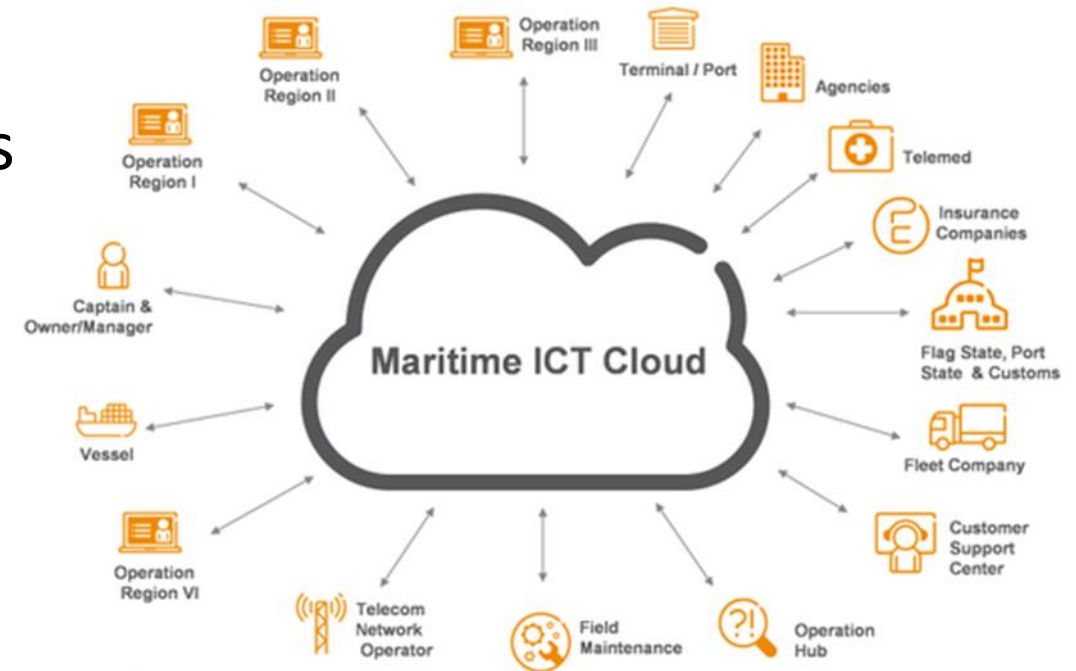 s
Operation
Region II
Operation
Region III
Terminal / Port
Agencies
Operation
Region I
Telemed
Insurance
Companies
Captain &
Owner/Manager
Maritime ICT Cloud
Flag State, Port
State & Customs
Vessel
Fleet Company
Operation
Region VI
Customer
Support
Center
Telecom
Network
Operator
Field
Maintenance
?!
Operation
Hub